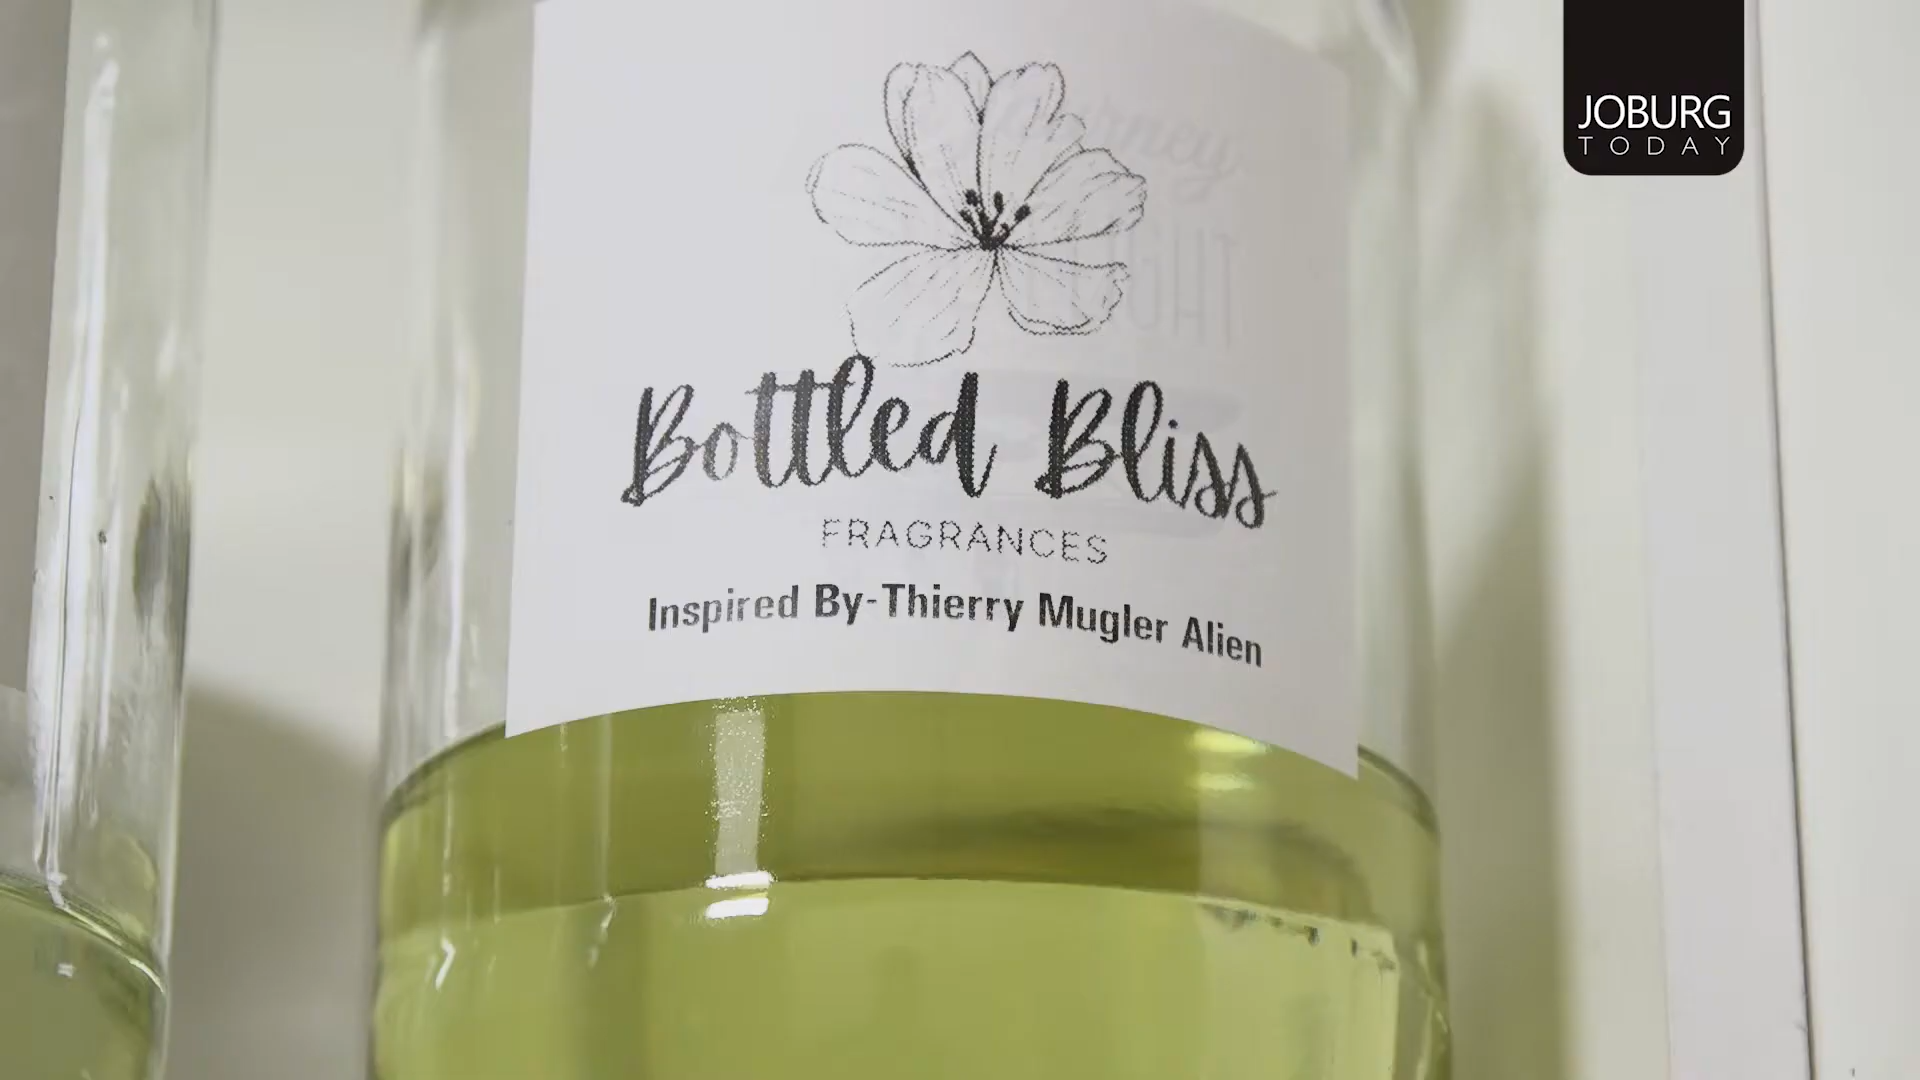 JOBURG
TODAY
Bottled Bliss
FRAGRANCES
Inspired By-Thierry Mugler Alien